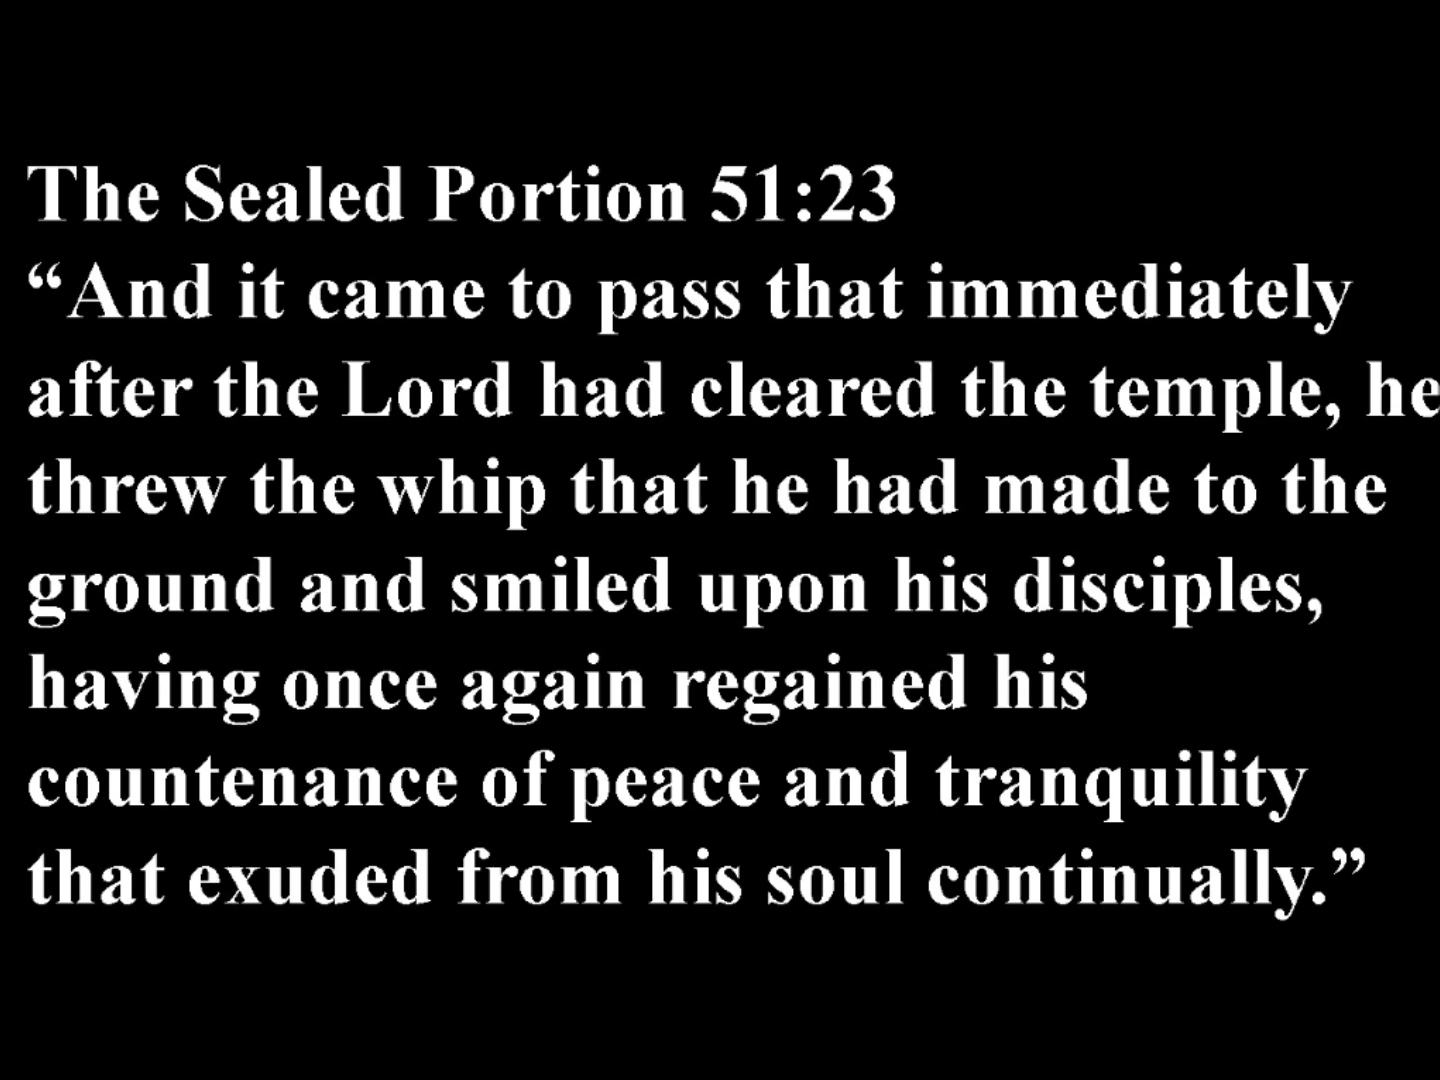 The Sealed Portion 51:23
“And it came to pass that immediately
after the Lord had cleared the temple, he
threw the whip that he had made to the
ground and smiled upon his disciples,
having once again regained his
countenance of peace and tranquility
that exuded from his soul continually.”